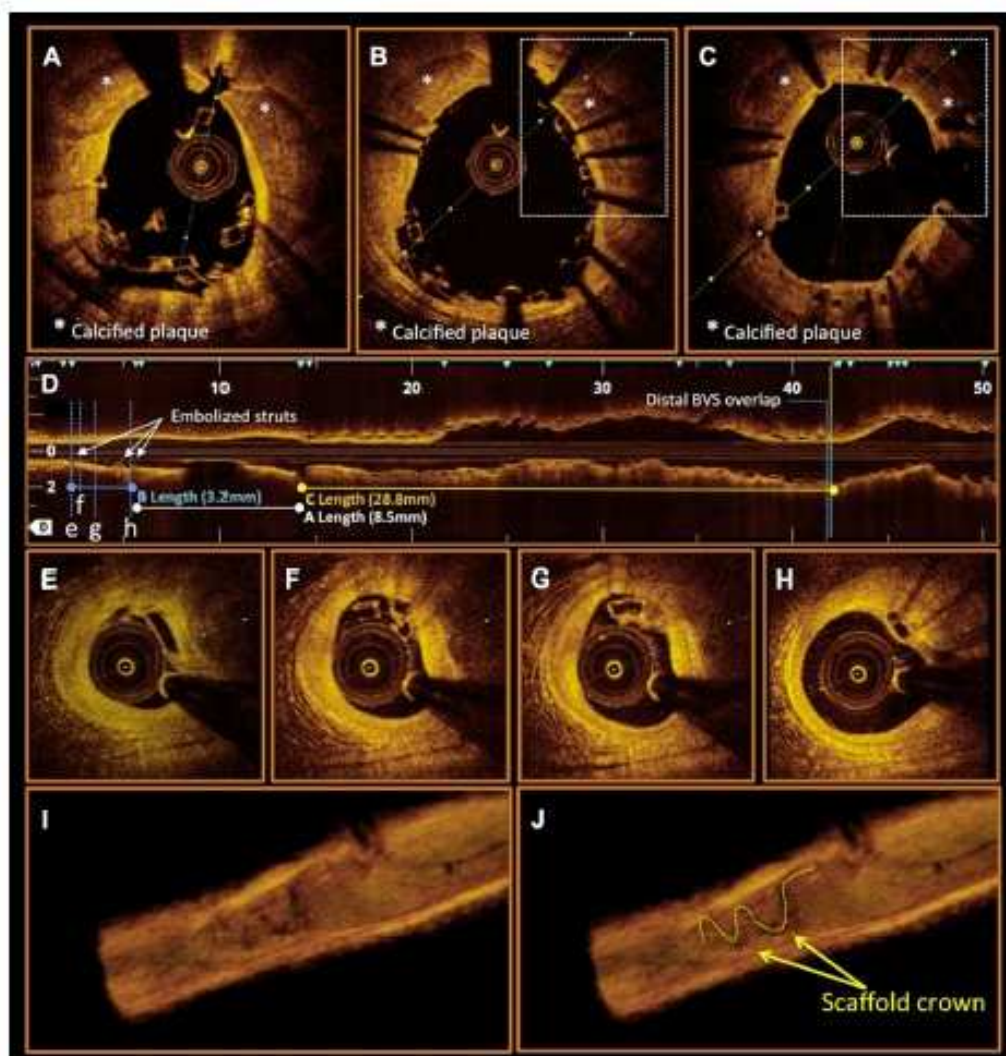 A
B
C
*
*
*
*
*
*
* Calcified plaque
* Calcified plaque
* Calcified plaque
D
10
20
30
40
50
Embolized struts
Distal BVS overlap
0
2
B Length (3.2mm)
C Length (28.8mm)
A Length (8.5mm)
f
e
g
h
E
F
G
H
I
J
Scaffold crown